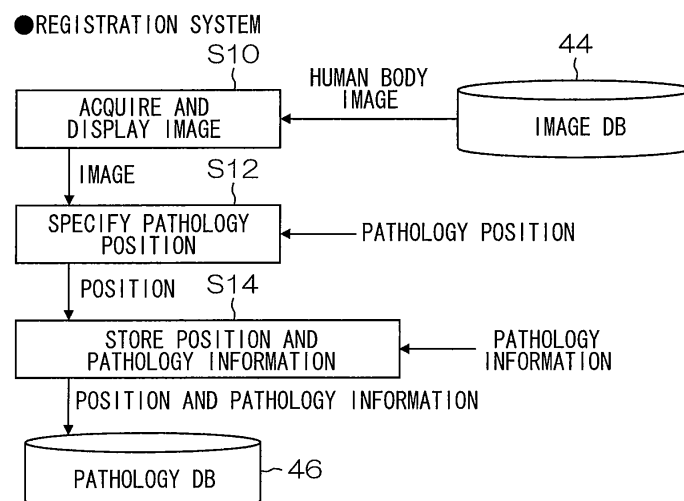 ●REGISTRATION SYSTEM
S10
44
HUMAN BODY
IMAGE
ACQUIRE AND
DISPLAY IMAGE
IMAGE DB
IMAGE
S12
SPECIFY PATHOLOGY
POSITION
PATHOLOGY POSITION
POSITION
S14
STORE POSITION AND
PATHOLOGY INFORMATION
PATHOLOGY
INFORMATION
POSITION AND PATHOLOGY INFORMATION
PATHOLOGY DB
46